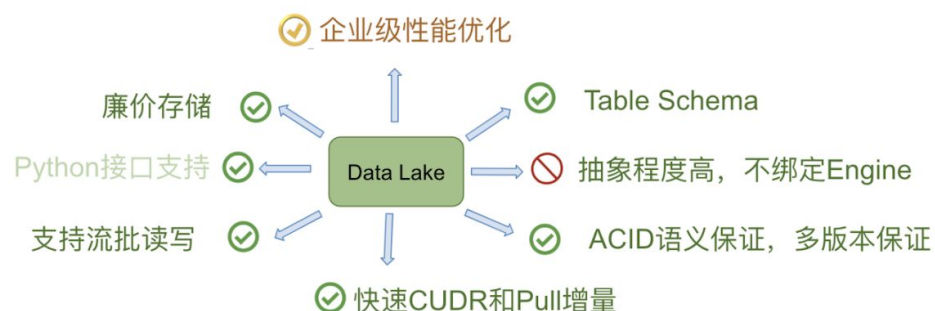 企业级性能优化
廉价存储
Table Schema
Python接口支持
Data Lake
抽象程度高，不绑定Engine
支持流批读写
ACID语义保证，多版本保证
快速CUDR和Pull增量